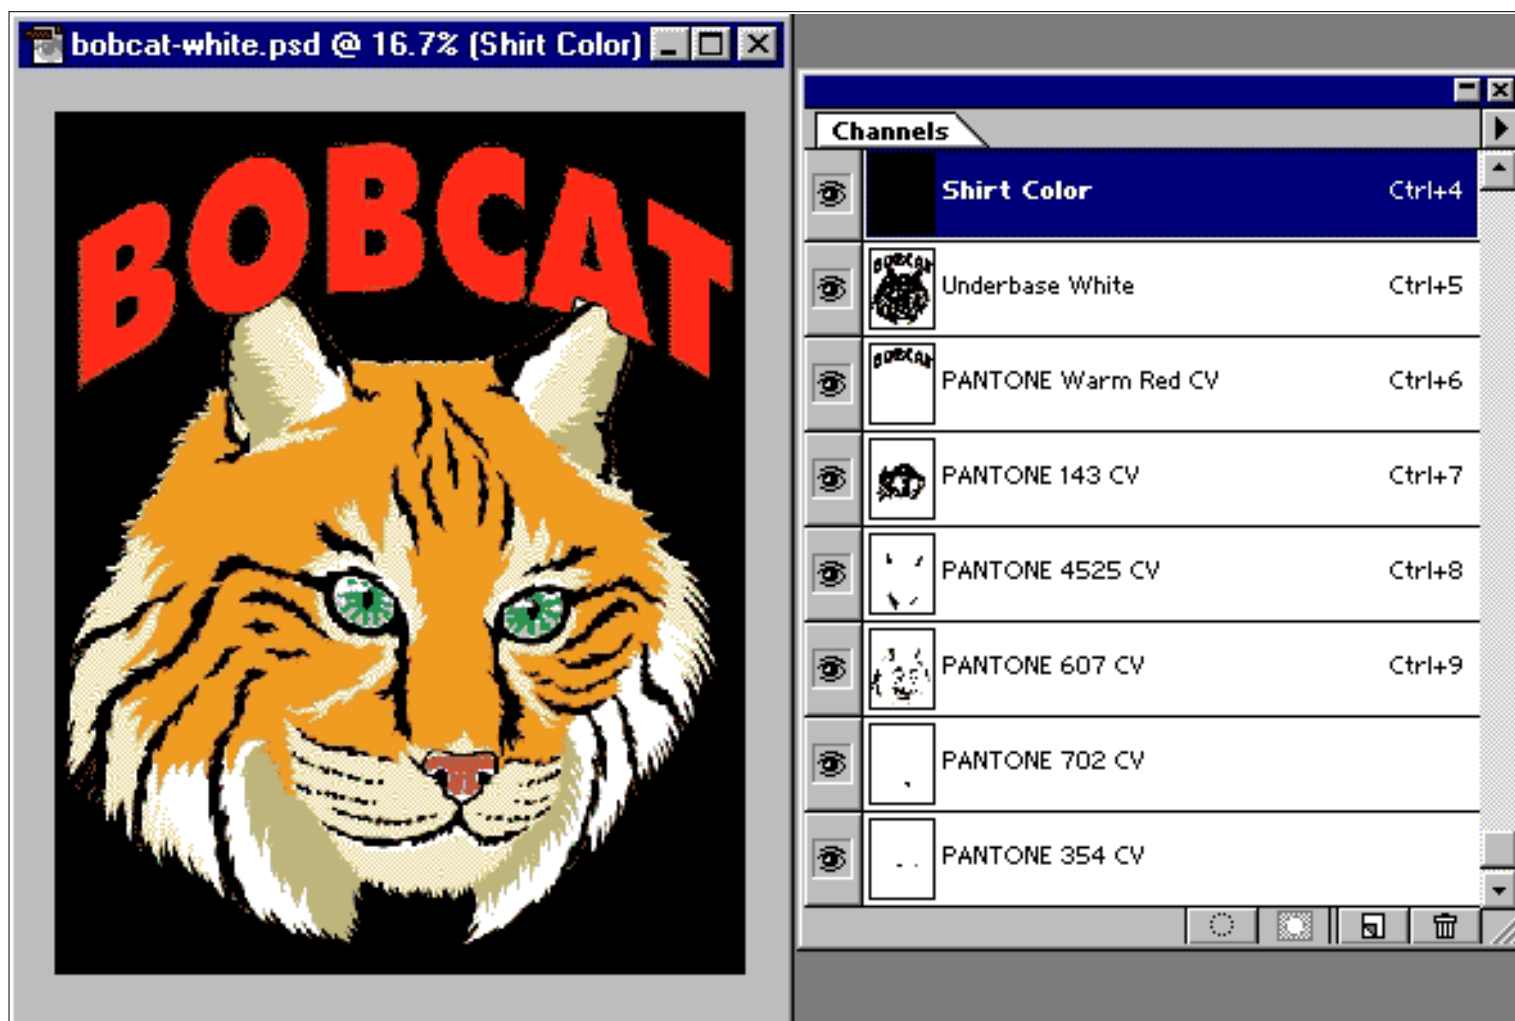 bobcat-white.psd @ 16.7% (Shirt Color)
BOBCAT
Channels
Shirt Color Ctrl+4
BOBCAT
Underbase White Ctrl+5
BOBCAT
PANTONE Warm Red CV Ctrl+6
PANTONE 143 CV Ctrl+7
PANTONE 4525 CV Ctrl+8
PANTONE 607 CV Ctrl+9
PANTONE 702 CV
PANTONE 354 CV